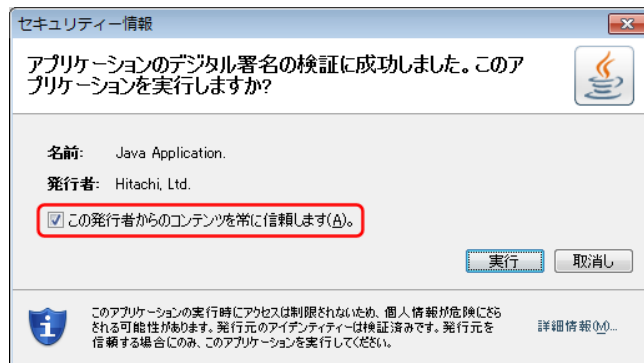 セキュリティー情報
アプリケーションのデジタル署名の検証に成功しました。このア
プリケーションを実行しますか?
名前: Java Application.
発行者: Hitachi, Ltd.
この発行者からのコンテンツを常に信頼します(A)。
実行 取消し
このアプリケーションの実行時にアクセスは制限されないため、個人情報が危険にさら
される可能性があります。発行元のアイデンティティーは検証済みです。発行元を
信頼する場合にのみ、このアプリケーションを実行してください。
詳細情報(M)...